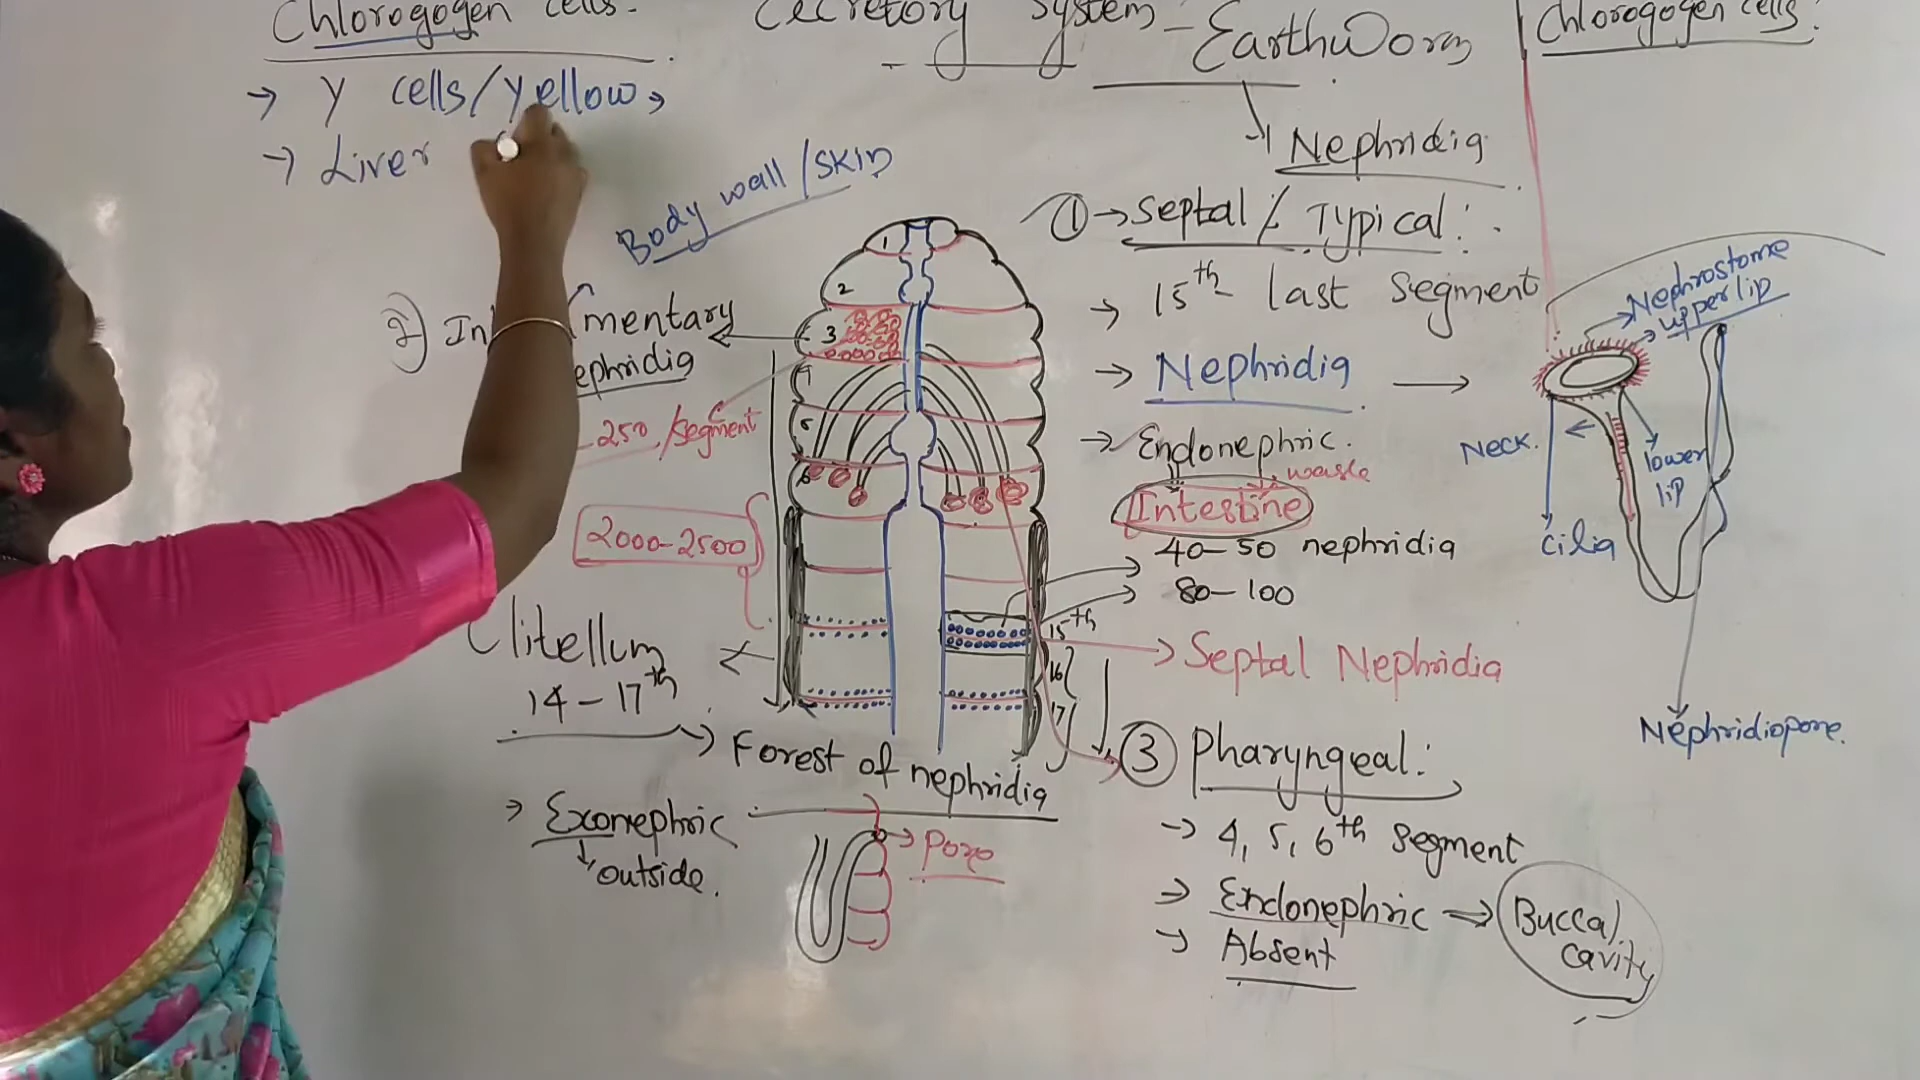 Chlorogogen cells.
→ Y cells/Yellow,
→ Liver
System - Earthworm
Nephridia
Chlorogogen cells:
Body wall/SKIN
① → Septal / Typical:
→ 15th last Segment
→ Nephridia →
→ Endonephric.
waste
Intestine
40-50 nephridia
80-100
15th
16
17
→ Septal Nephridia
1
2
3
4
5
6
2)
mentary
ephridia
250/segment
2000-2500
Clitellum
14-17th
→ Forest of nephridia
→ Exonephric
↓ outside.
→ Pore
③ Pharyngeal:
→ 4, 5, 6th segment
→ Endonephric ⇒ Buccal cavity
→ Absent
Nephrostome
upper lip
Neck.
lower
lip
cilia
Nephridiopore.